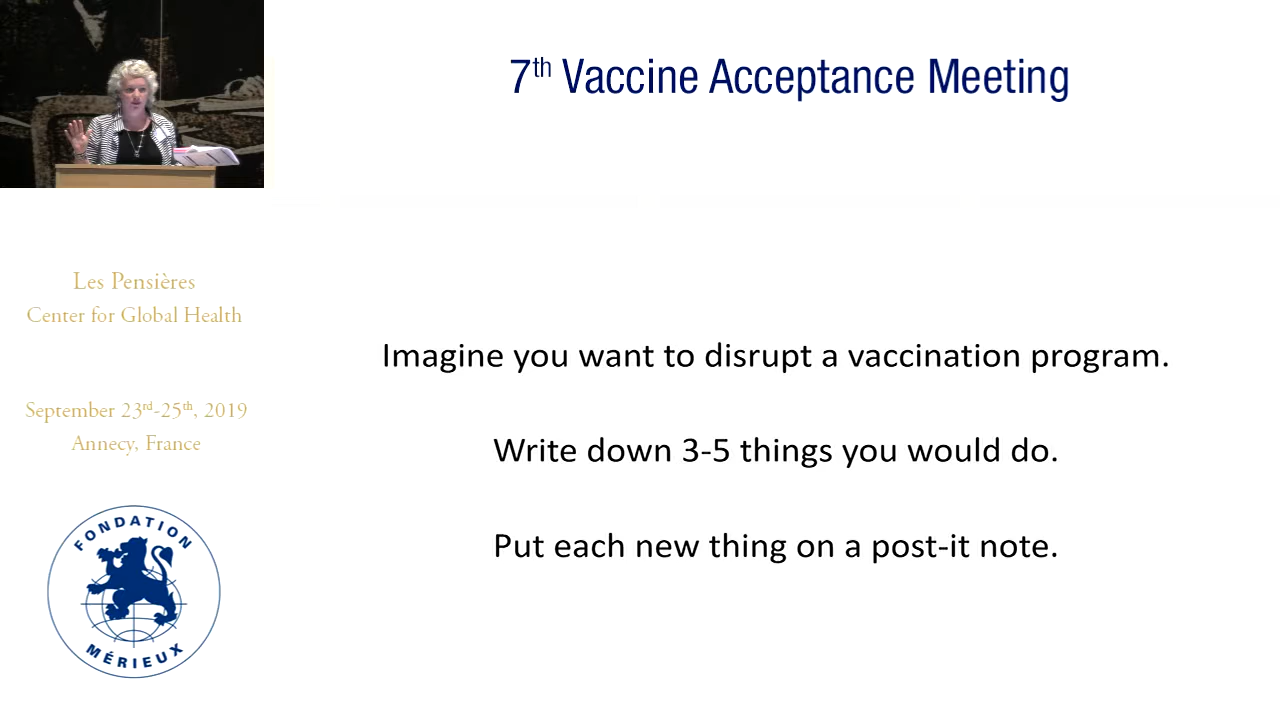 7th Vaccine Acceptance Meeting
Les Pensières
Center for Global Health
September 23rd-25th, 2019
Annecy, France
FONDATION
MÉRIEUX
Imagine you want to disrupt a vaccination program.
Write down 3-5 things you would do.
Put each new thing on a post-it note.